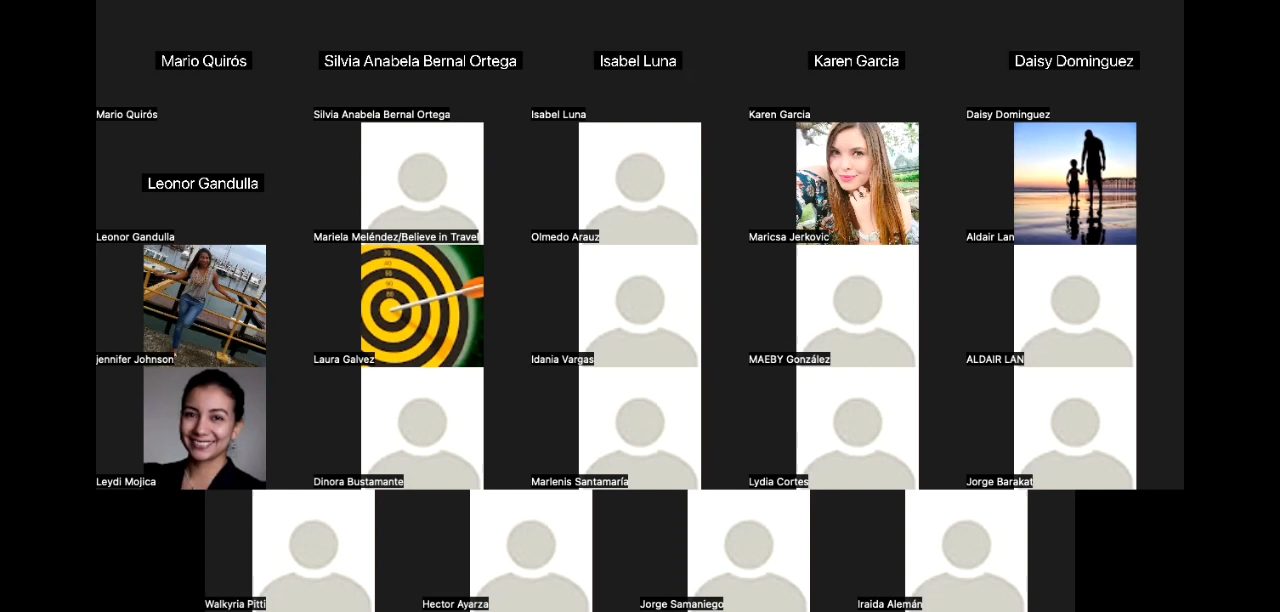 Mario Quirós
Silvia Anabela Bernal Ortega
Isabel Luna
Karen Garcia
Daisy Dominguez
Mario Quirós
Silvia Anabela Bernal Ortega
Isabel Luna
Karen Garcia
Daisy Dominguez
Leonor Gandulla
Leonor Gandulla
Mariela Meléndez/Believe in Travel
Olmedo Arauz
Maricsa Jerkovic
Aldair Lan
jennifer Johnson
Laura Galvez
Idania Vargas
MAEBY González
ALDAIR LAN
Leydi Mojica
Dinora Bustamante
Marlenis Santamaría
Lydia Cortes
Jorge Barakat
Walkyria Pitti
Hector Ayarza
Jorge Samaniego
Iraida Alemán